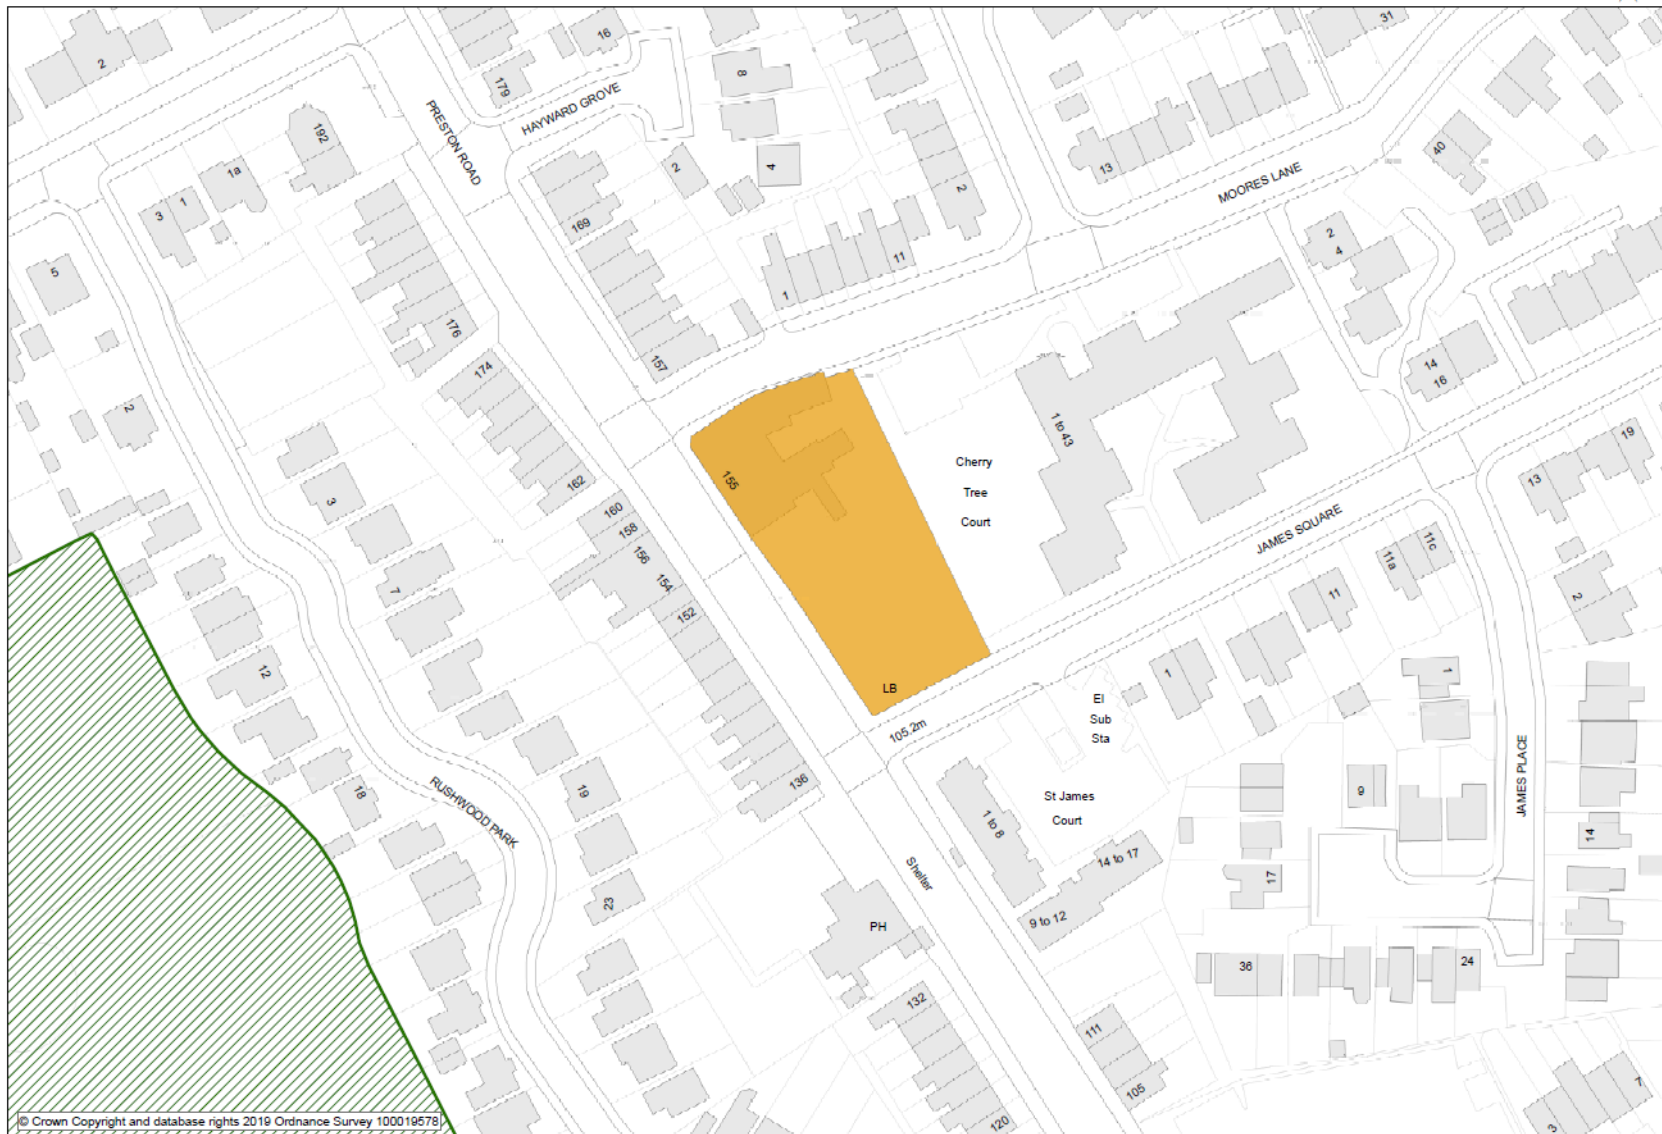 31
16
2
8
179
HAYWARD GROVE
PRESTON ROAD
192
40
13
1a
2
4
MOORES LANE
2
3
1
169
2
4
11
5
1
176
157
174
14
16
2
1 to 43
19
Cherry
Tree
Court
155
13
162
3
160
158
JAMES SQUARE
11c
156
11a
154
7
11
2
152
1
1
12
LB
El
Sub
Sta
105.2m
JAMES PLACE
136
RUSHWOOD PARK
19
18
9
St James
Court
1 to 8
14
14 to 17
Shelter
17
23
9 to 12
PH
36
24
132
111
7
105
3
120
© Crown Copyright and database rights 2019 Ordnance Survey 100019578